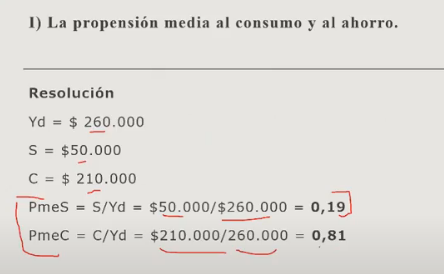 I) La propensión media al consumo y al ahorro.
Resolución
Yd = $ 260.000
S = $50.000
C = $ 210.000
PmeS = S/Yd = $50.000/$260.000 = 0,19
PmeC = C/Yd = $210.000/260.000 = 0,81